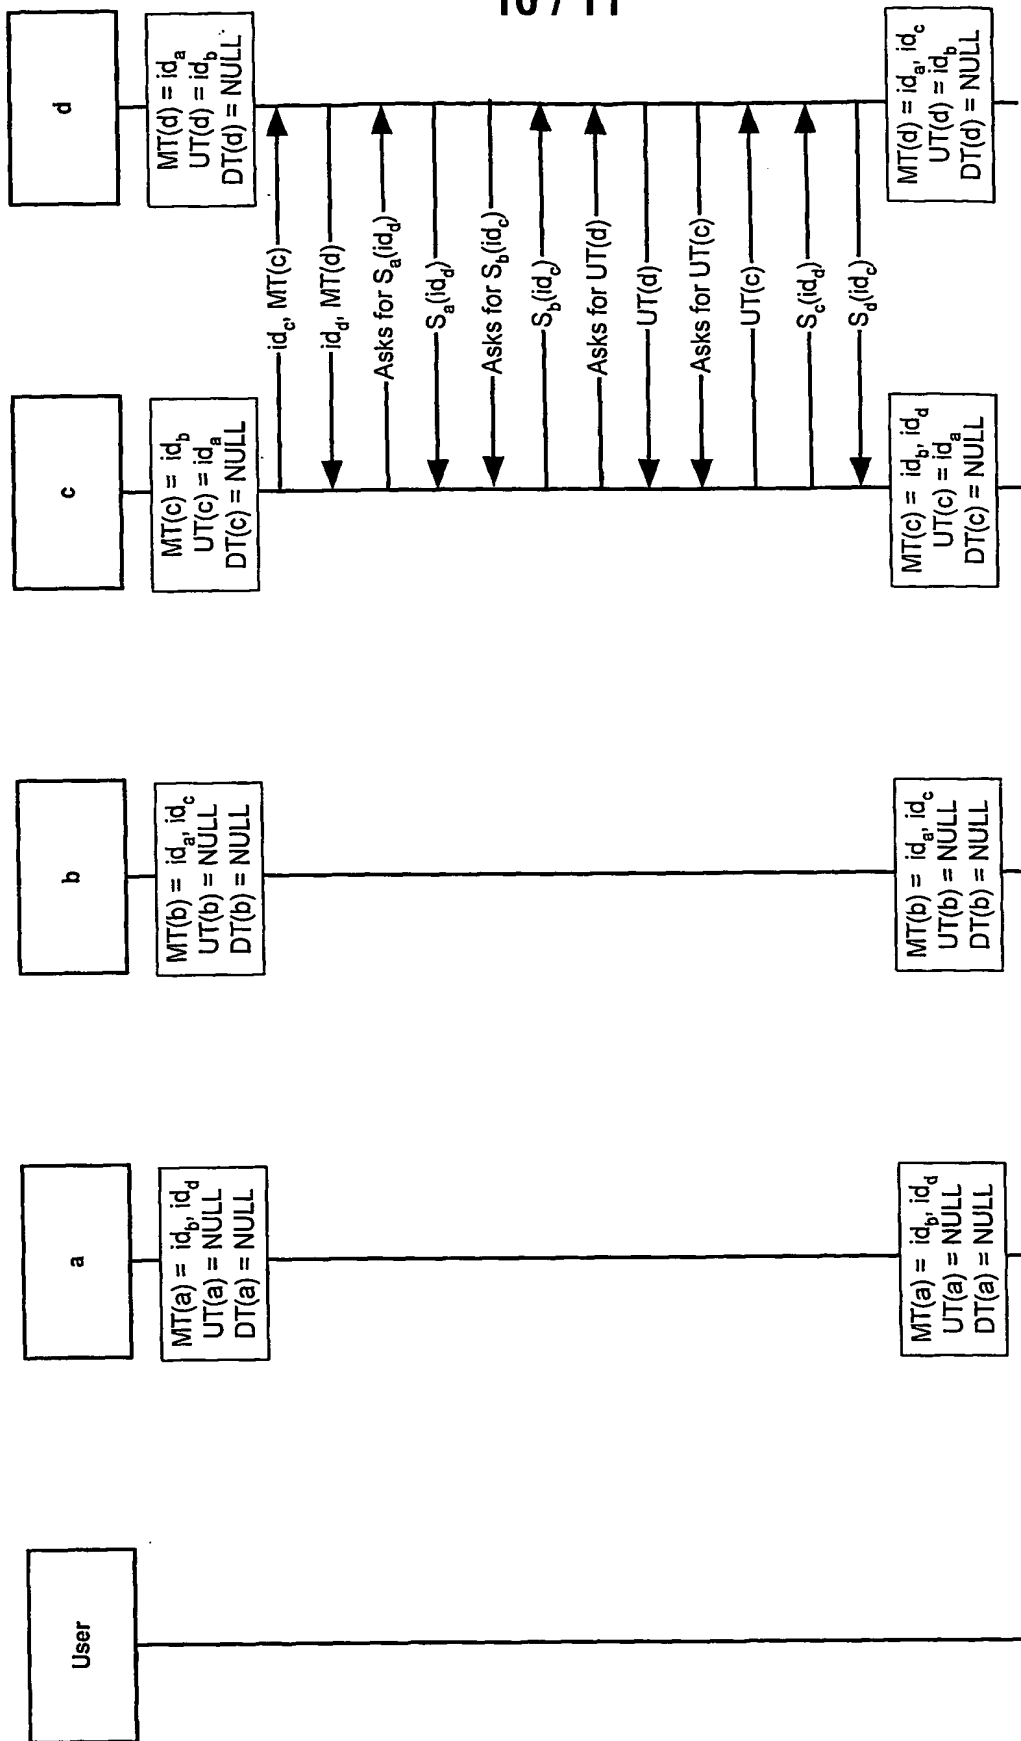 10 / 11
User
a
b
c
d
MT(a) = id_b, id_d
UT(a) = NULL
DT(a) = NULL
MT(b) = id_a, id_c
UT(b) = NULL
DT(b) = NULL
MT(c) = id_b
UT(c) = id_a
DT(c) = NULL
MT(d) = id_a
UT(d) = id_b
DT(d) = NULL
id_c, MT(c)
id_d, MT(d)
Asks for S_a(id_d)
S_a(id_d)
Asks for S_b(id_c)
S_b(id_c)
Asks for UT(d)
UT(d)
Asks for UT(c)
UT(c)
S_c(id_d)
S_d(id_c)
MT(a) = id_b, id_d
UT(a) = NULL
DT(a) = NULL
MT(b) = id_a, id_c
UT(b) = NULL
DT(b) = NULL
MT(c) = id_b, id_d
UT(c) = id_a
DT(c) = NULL
MT(d) = id_a, id_c
UT(d) = id_b
DT(d) = NULL